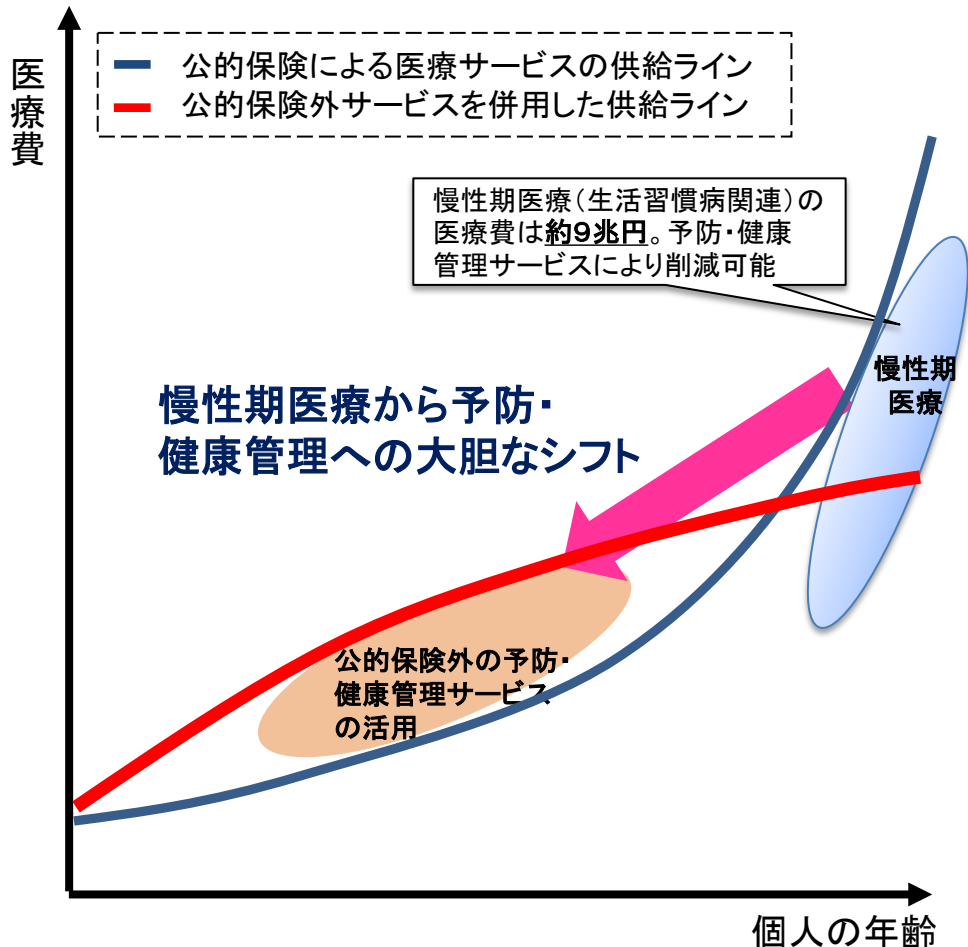 医療費
公的保険による医療サービスの供給ライン
公的保険外サービスを併用した供給ライン
慢性期医療（生活習慣病関連）の
医療費は約９兆円。予防・健康
管理サービスにより削減可能
慢性期
医療
慢性期医療から予防・
健康管理への大胆なシフト
公的保険外の予防・
健康管理サービス
の活用
個人の年齢